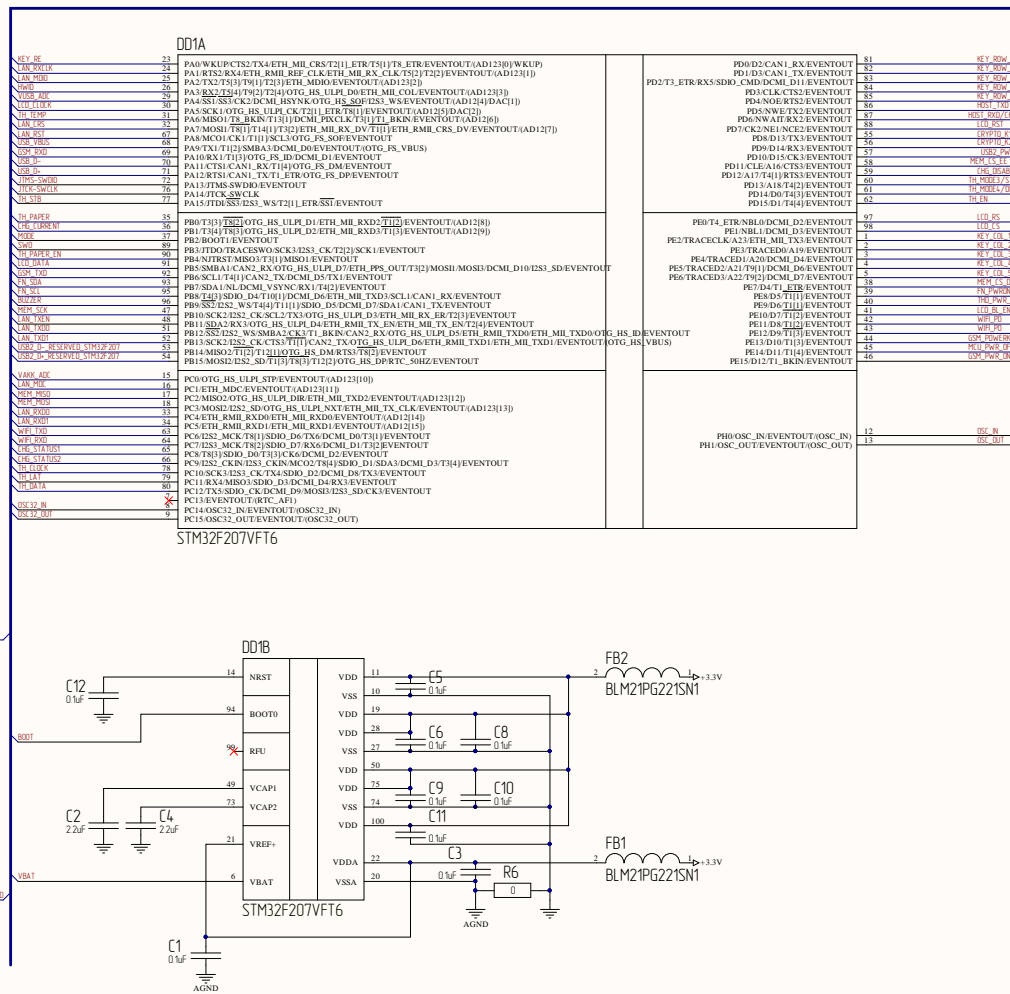 DD1A
KEY_RE 23 PA0/WKUP/CTS2/TX4/ETH_MII_CRS/T2[1]_ETR/T5[1]/T8_ETR/EVENTOUT/(AD123[0]/WKUP)
LAN_RXCLK 24 PA1/RTS2/RX4/ETH_RMII_REF_CLK/ETH_MII_RX_CLK/T5[2]/T2[2]/EVENTOUT/(AD123[1])
LAN_MDIO 25 PA2/TX2/T5[3]/T9[1]/T2[3]/ETH_MDIO/EVENTOUT/(AD123[2])
HWID 26 PA3/RX2/T5[4]/T9[2]/T2[4]/OTG_HS_ULPI_D0/ETH_MII_COL/EVENTOUT/(AD123[3])
VUSB_ADC 29 PA4/SS1/SS3/CK2/DCMI_HSYNK/OTG_HS_SOF/I2S3_WS/EVENTOUT/(AD12[4]/DAC[1])
LCD_CLOCK 30 PA5/SCK1/OTG_HS_ULPI_CK/T2[1]_ETR/T8[1]/EVENTOUT/(AD12[5]/DAC[2])
TH_TEMP 31 PA6/MISO1/T8_BKIN/T13[1]/DCMI_PIXCLK/T3[1]/T1_BKIN/EVENTOUT/(AD12[6])
LAN_CRS 32 PA7/MOSI1/T8[1]/T14[1]/T3[2]/ETH_MII_RX_DV/T1[1]/ETH_RMII_CRS_DV/EVENTOUT/(AD12[7])
LAN_RST 67 PA8/MCO1/CK1/T1[1]/SCL3/OTG_FS_SOF/EVENTOUT
USB_VBUS 68 PA9/TX1/T1[2]/SMBA3/DCMI_D0/EVENTOUT/(OTG_FS_VBUS)
GSM_RXD 69 PA10/RX1/T1[3]/OTG_FS_ID/DCMI_D1/EVENTOUT
USB_D- 70 PA11/CTS1/CAN1_RX/T1[4]/OTG_FS_DM/EVENTOUT
USB_D+ 71 PA12/RTS1/CAN1_TX/T1_ETR/OTG_FS_DP/EVENTOUT
JTMS-SWDIO 72 PA13/JTMS-SWDIO/EVENTOUT
JTCK-SWCLK 76 PA14/JTCK-SWCLK
TH_STB 77 PA15/JTDI/SS3/I2S3_WS/T2[1]_ETR/SS1
TH_PAPER 35 PB0/T3[3]/T8[2]/OTG_HS_ULPI_D1/ETH_MII_RXD2/T1[2]/EVENTOUT/(AD12[8])
CHG_CURRENT 36 PB1/T3[4]/T8[3]/OTG_HS_ULPI_D2/ETH_MII_RXD3/T1[3]/EVENTOUT/(AD12[9])
MODE 37 PB2/BOOT1/EVENTOUT
SWO 89 PB3/JTDO/TRACESWO/SCK3/I2S3_CK/T2[2]/SCK1/EVENTOUT
TH_PAPER_EN 90 PB4/NJTRST/MISO3/T3[1]/MISO1/EVENTOUT
LCD_DATA 91 PB5/SMBA1/CAN2_RX/OTG_HS_ULPI_D7/ETH_PPS_OUT/T3[2]/MOSI1/MOSI3/DCMI_D10/I2S3_SD/EVENTOUT
GSM_TXD 92 PB6/SCL1/T4[1]/CAN2_TX/DCMI_D5/TX1/EVENTOUT
FN_SDA 93 PB7/SDA1/NL/DCMI_VSYNC/RX1/T4[2]/EVENTOUT
FN_SCL 95 PB8/T4[3]/SDIO_D4/T10[1]/DCMI_D6/ETH_MII_TXD3/SCL1/CAN1_RX/EVENTOUT
BUZZER 96 PB9/SS2/I2S2_WS/T4[4]/T11[1]/SDIO_D5/DCMI_D7/SDA1/CAN1_TX/EVENTOUT
MEM_SCK 47 PB10/SCK2/I2S2_CK/SCL2/TX3/OTG_HS_ULPI_D3/ETH_MII_RX_ER/T2[3]/EVENTOUT
LAN_TXEN 48 PB11/SDA2/RX3/OTG_HS_ULPI_D4/ETH_RMII_TX_EN/ETH_MII_TX_EN/T2[4]/EVENTOUT
LAN_TXD0 51 PB12/SS2/I2S2_WS/SMBA2/CK3/T1_BKIN/CAN2_RX/OTG_HS_ULPI_D5/ETH_RMII_TXD0/ETH_MII_TXD0/OTG_HS_ID/EVENTOUT
LAN_TXD1 52 PB13/SCK2/I2S2_CK/CTS3/T1[1]/CAN2_TX/OTG_HS_ULPI_D6/ETH_RMII_TXD1/ETH_MII_TXD1/EVENTOUT/(OTG_HS_VBUS)
USB2_D-_RESERVED_STM32F207 53 PB14/MISO2/T1[2]/T12[1]/OTG_HS_DM/RTS3/T8[2]/EVENTOUT
USB2_D+_RESERVED_STM32F207 54 PB15/MOSI2/I2S2_SD/T1[3]/T8[3]/T12[2]/OTG_HS_DP/RTC_50HZ/EVENTOUT
VAKK_ADC 15 PC0/OTG_HS_ULPI_STP/EVENTOUT/(AD123[10])
LAN_MDC 16 PC1/ETH_MDC/EVENTOUT/(AD123[11])
MEM_MISO 17 PC2/MISO2/OTG_HS_ULPI_DIR/ETH_MII_TXD2/EVENTOUT/(AD123[12])
MEM_MOSI 18 PC3/MOSI2/I2S2_SD/OTG_HS_ULPI_NXT/ETH_MII_TX_CLK/EVENTOUT/(AD123[13])
LAN_RXD0 33 PC4/ETH_RMII_RXD0/ETH_MII_RXD0/EVENTOUT/(AD12[14])
LAN_RXD1 34 PC5/ETH_RMII_RXD1/ETH_MII_RXD1/EVENTOUT/(AD12[15])
WIFI_TXD 63 PC6/I2S2_MCK/T8[1]/SDIO_D6/TX6/DCMI_D0/T3[1]/EVENTOUT
WIFI_RXD 64 PC7/I2S3_MCK/T8[2]/SDIO_D7/RX6/DCMI_D1/T3[2]EVENTOUT
CHG_STATUS1 65 PC8/T8[3]/SDIO_D0/T3[3]/CK6/DCMI_D2/EVENTOUT
CHG_STATUS2 66 PC9/I2S2_CKIN/I2S3_CKIN/MCO2/T8[4]/SDIO_D1/SDA3/DCMI_D3/T3[4]/EVENTOUT
TH_CLOCK 78 PC10/SCK3/I2S3_CK/TX4/SDIO_D2/DCMI_D8/TX3/EVENTOUT
TH_LAT 79 PC11/RX4/MISO3/SDIO_D3/DCMI_D4/RX3/EVENTOUT
TH_DATA 80 PC12/TX5/SDIO_CK/DCMI_D9/MOSI3/I2S3_SD/CK3/EVENTOUT
7 PC13/EVENTOUT/(RTC_AF1)
OSC32_IN 8 PC14/OSC32_IN/EVENTOUT/(OSC32_IN)
OSC32_OUT 9 PC15/OSC32_OUT/EVENTOUT/(OSC32_OUT)
PD0/D2/CAN1_RX/EVENTOUT 81 KEY_ROW_
PD1/D3/CAN1_TX/EVENTOUT 82 KEY_ROW_
PD2/T3_ETR/RX5/SDIO_CMD/DCMI_D11/EVENTOUT 83 KEY_ROW_
PD3/CLK/CTS2/EVENTOUT 84 KEY_ROW_
PD4/NOE/RTS2/EVENTOUT 85 KEY_ROW_
PD5/NWE/TX2/EVENTOUT 86 HOST_TXD
PD6/NWAIT/RX2/EVENTOUT 87 HOST_RXD/C
PD7/CK2/NE1/NCE2/EVENTOUT 88 LCD_RST
PD8/D13/TX3/EVENTOUT 55 CRYPTO_K
PD9/D14/RX3/EVENTOUT 56 CRYPTO_K
PD10/D15/CK3/EVENTOUT 57 USB2_PW
PD11/CLE/A16/CTS3/EVENTOUT 58 MEM_CS_EE
PD12/A17/T4[1]/RTS3/EVENTOUT 59 CHG_DISAB
PD13/A18/T4[2]/EVENTOUT 60 TH_MODE3/S
PD14/D0/T4[3]/EVENTOUT 61 TH_MODE4/D
PD15/D1/T4[3]/EVENTOUT 62 TH_EN
PE0/T4_ETR/NBL0/DCMI_D2/EVENTOUT 97 LCD_RS
PE1/NBL1/DCMI_D3/EVENTOUT 98 LCD_CS
PE2/TRACECLK/A23/ETH_MII_TX3/EVENTOUT 1 KEY_COL_
PE3/TRACED0/A19/EVENTOUT 2 KEY_COL_
PE4/TRACED1/A20/DCMI_D4/EVENTOUT 3 KEY_COL_
PE5/TRACED2/A21/T9[1]/DCMI_D6/EVENTOUT 4 KEY_COL_
PE6/TRACED3/A22/T9[2]/DCMI_D7/EVENTOUT 5 KEY_COL_
PE7/D4/T1_ETR/EVENTOUT 38 MEM_CS_D
PE8/D5/T1[1]/EVENTOUT 39 FN_PWRON
PE9/D6/T1[1]/EVENTOUT 40 THD_PWR_
PE10/D7/T1[2]/EVENTOUT 41 LCD_BL_EN
PE11/D8/T1[2]/EVENTOUT 42 WIFI_PD
PE12/D9/T1[3]/EVENTOUT 43 WIFI_PD
PE13/D10/T1[3]/EVENTOUT 44 GSM_POWERK
PE14/D11/T1[4]/EVENTOUT 45 MCU_PWR_OF
PE15/D12/T1_BKIN/EVENTOUT 46 GSM_PWR_ON
PH0/OSC_IN/EVENTOUT/(OSC_IN) 12 OSC_IN
PH1/OSC_OUT/EVENTOUT/(OSC_OUT) 13 OSC_OUT
STM32F207VFT6
DD1B
C12
0.1uF
14 NRST
BOOT 94 BOOT0
99 RFU
49 VCAP1
73 VCAP2
C2
2.2uF
C4
2.2uF
21 VREF+
VBAT 6 VBAT
VDD 11
VSS 10
VDD 19
VDD 28
VSS 27
VDD 50
VDD 75
VSS 74
VDD 100
VDDA 22
VSSA 20
C5
0.1uF
C6
0.1uF
C8
0.1uF
C9
0.1uF
C10
0.1uF
C11
0.1uF
C3
0.1uF
R6
0
AGND
FB2
2 1 +3.3V
BLM21PG221SN1
FB1
2 1 +3.3V
BLM21PG221SN1
STM32F207VFT6
C1
0.1uF
AGND